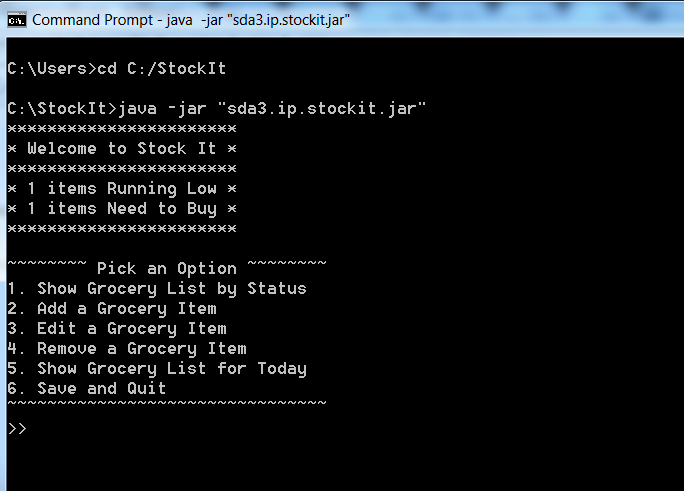 Command Prompt - java  -jar "sda3.ip.stockit.jar"
C:\Users>cd C:/StockIt
C:\StockIt>java -jar "sda3.ip.stockit.jar"
***********************
* Welcome to Stock It *
***********************
* 1 items Running Low *
* 1 items Need to Buy *
***********************
~~~~~~~~ Pick an Option ~~~~~~~~
1. Show Grocery List by Status
2. Add a Grocery Item
3. Edit a Grocery Item
4. Remove a Grocery Item
5. Show Grocery List for Today
6. Save and Quit
~~~~~~~~~~~~~~~~~~~~~~~~~~~~~~~~
>>